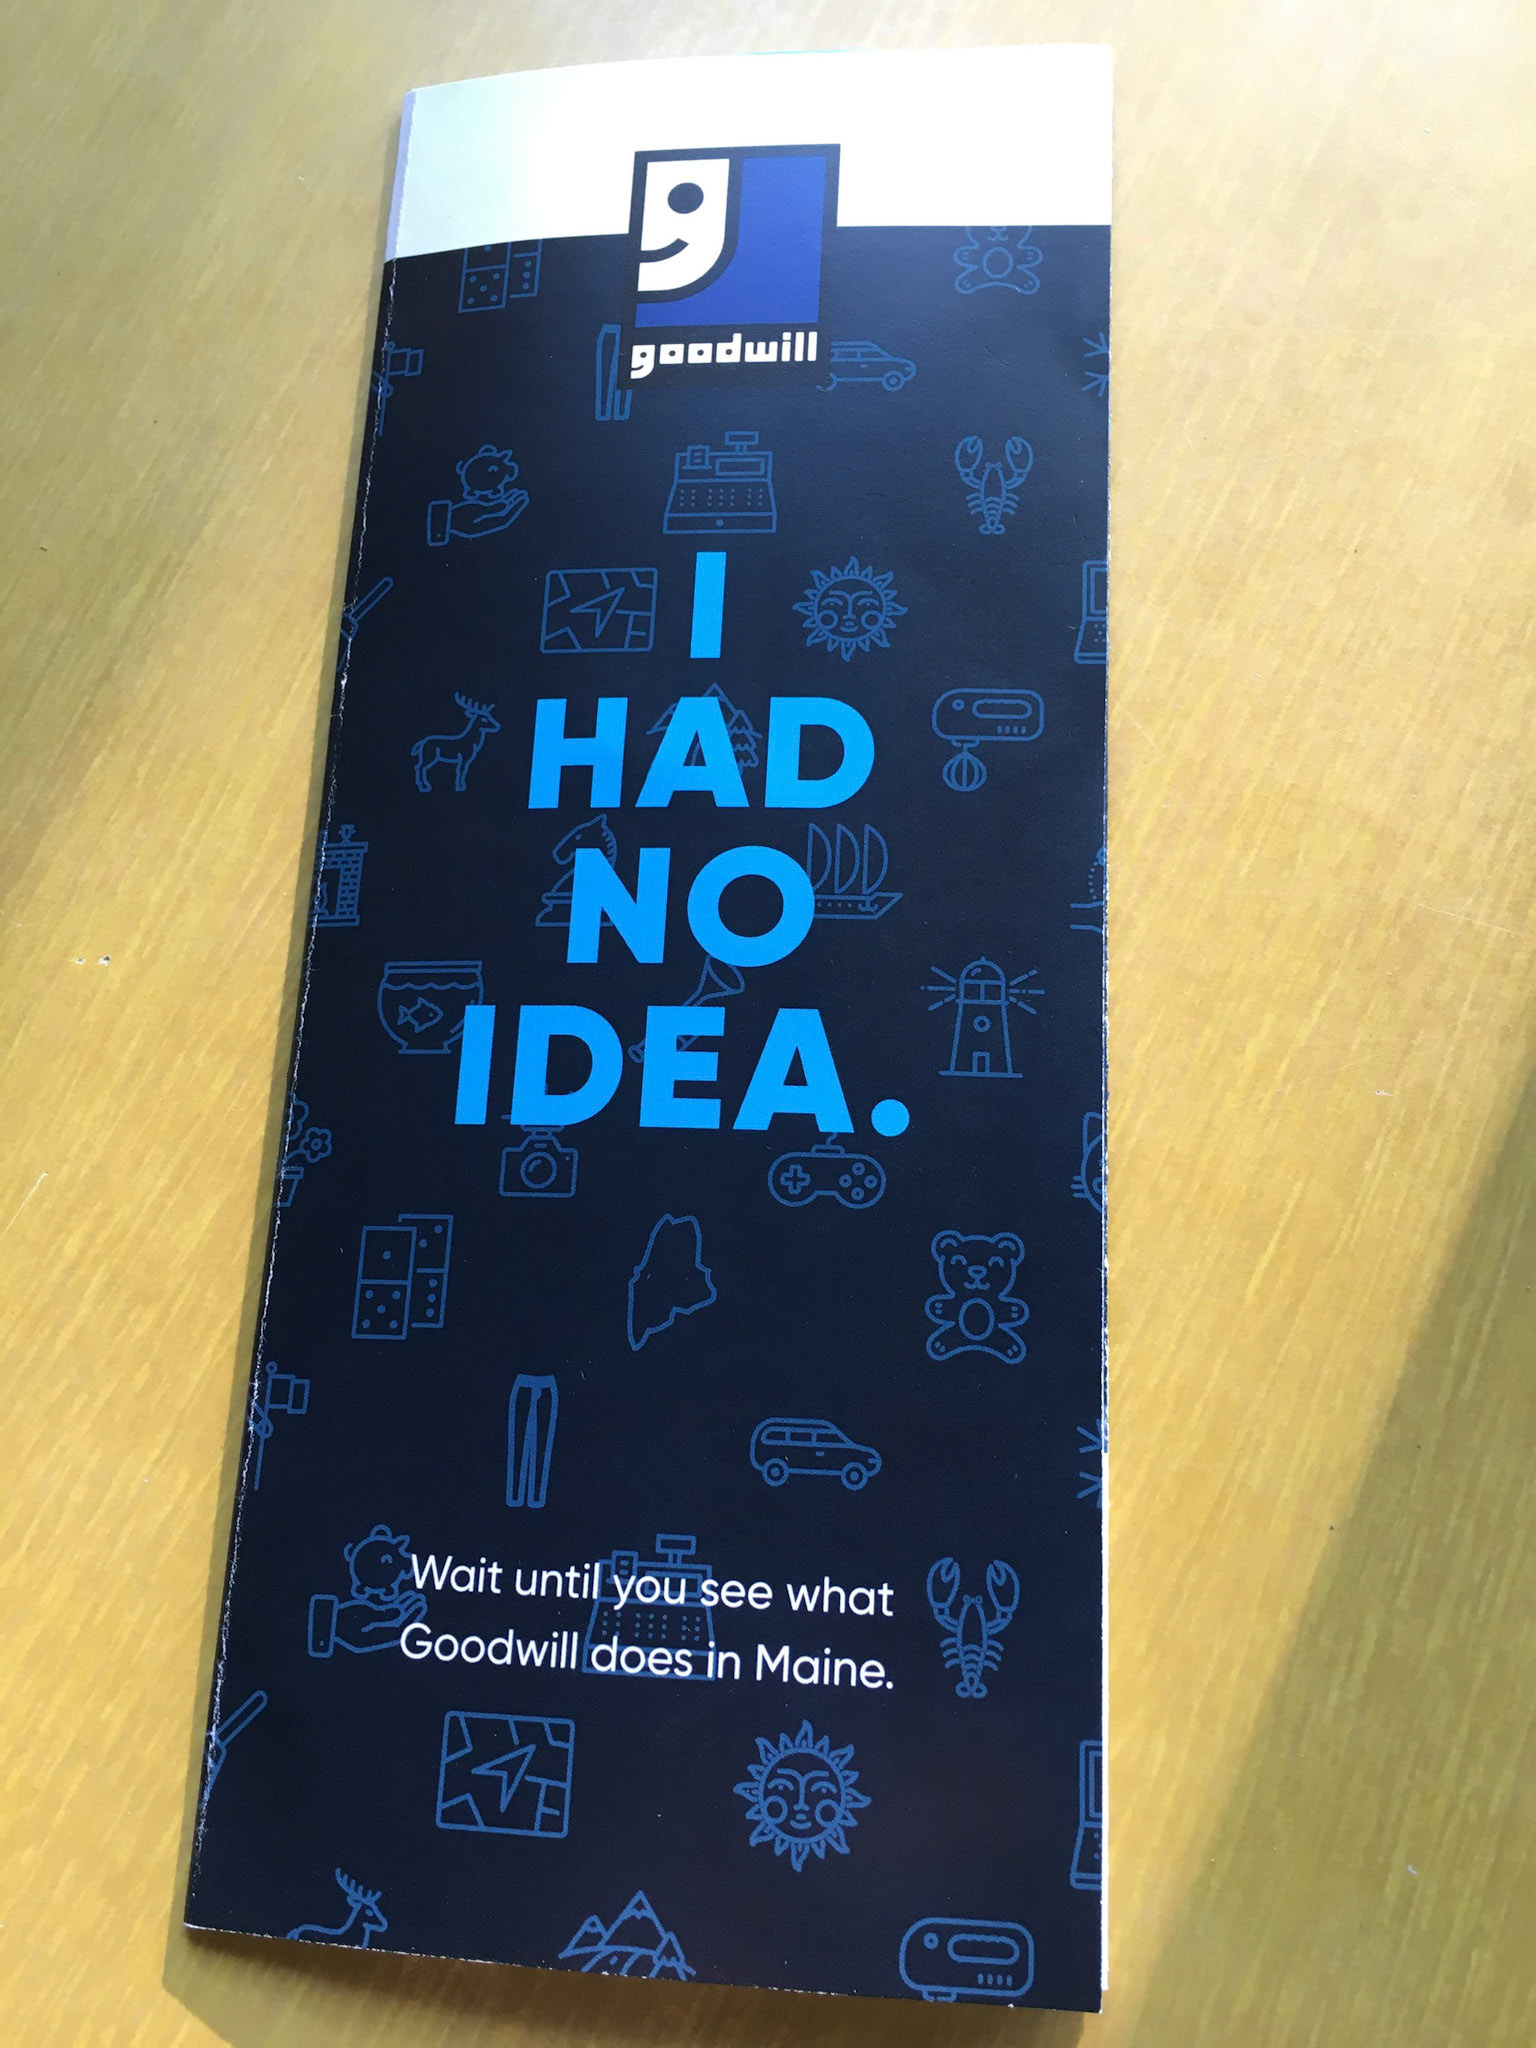 goodwill
I
HAD
NO
IDEA.
Wait until you see what
Goodwill does in Maine.